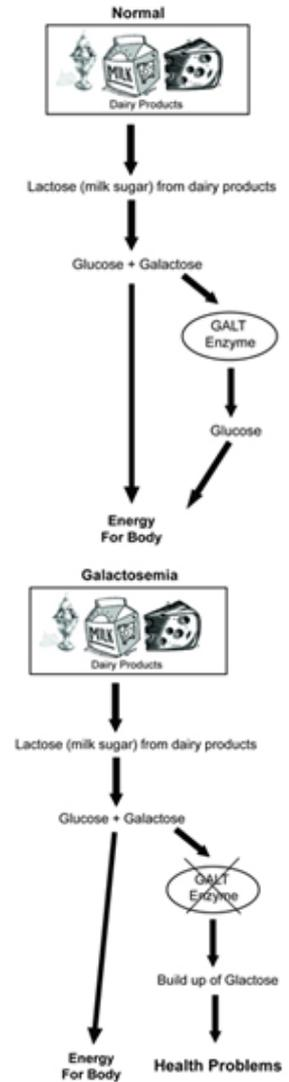 Normal
MILK
Dairy Products
Lactose (milk sugar) from dairy products
Glucose + Galactose
GALT
Enzyme
Glucose
Energy
For Body
Galactosemia
MILK
Dairy Products
Lactose (milk sugar) from dairy products
Glucose + Galactose
GALT
Enzyme
Build up of Glactose
Energy
For Body
Health Problems